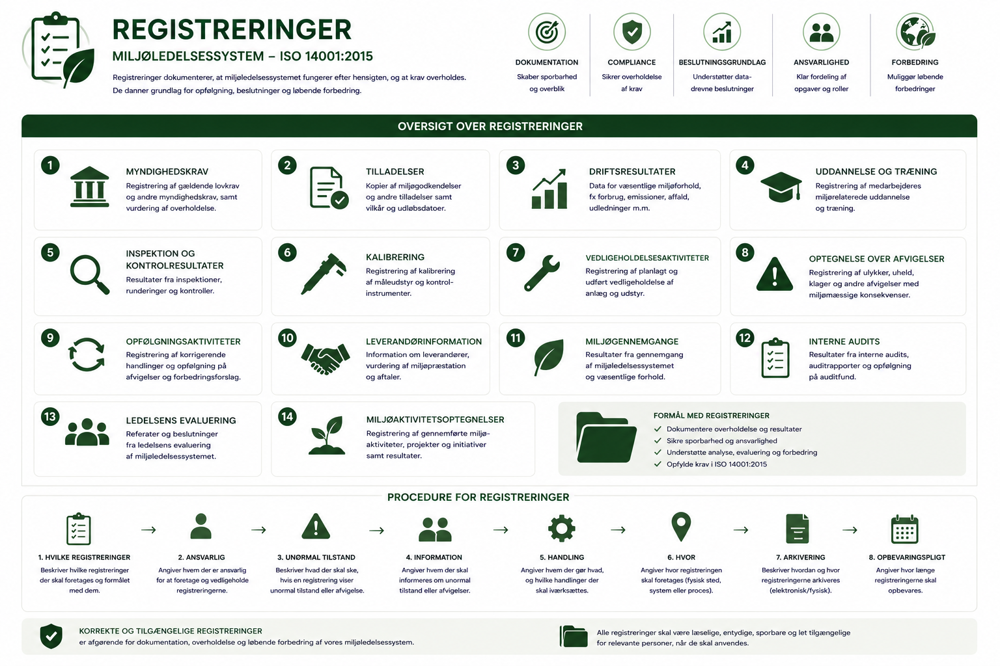 REGISTRERINGER
MILJØLEDELSESSYSTEM – ISO 14001:2015
Registreringer dokumenterer, at miljøledelsessystemet fungerer efter hensigten, og at krav overholdes.
De danner grundlag for opfølgning, beslutninger og løbende forbedring.
DOKUMENTATION
Skaber sporbarhed
og overblik
COMPLIANCE
Sikrer overholdelse
af krav
BESLUTNINGSGRUNDLAG
Understøtter data-
drevne beslutninger
ANSVARLIGHED
Klar fordeling af
opgaver og roller
FORBEDRING
Muliggør løbende
forbedringer
OVERSIGT OVER REGISTRERINGER
1
MYNDIGHEDSKRAV
Registrering af gældende lovkrav
og andre myndighedskrav, samt
vurdering af overholdelse.
2
TILLADELSER
Kopier af miljøgodkendelser
og andre tilladelser samt
vilkår og udløbsdatoer.
3
DRIFTSRESULTATER
Data for væsentlige miljøforhold,
fx forbrug, emissioner, affald,
udledninger m.m.
4
UDDANNELSE OG TRÆNING
Registrering af medarbejderes
miljørelaterede uddannelse
og træning.
5
INSPEKTION OG
KONTROLRESULTATER
Resultater fra inspektioner,
runderinger og kontroller.
6
KALIBRERING
Registrering af kalibrering
af måleudstyr og kontrol-
instrumenter.
7
VEDLIGEHOLDELSESAKTIVITETER
Registrering af planlagt og
udført vedligeholdelse af
anlæg og udstyr.
8
OPTEGNELSE OVER AFVIGELSER
Registrering af ulykker, uheld,
klager og andre afvigelser med
miljømæssige konsekvenser.
9
OPFØLGNINGSAKTIVITETER
Registrering af korrigerende
handlinger og opfølgning på
afvigelser og forbedringsforslag.
10
LEVERANDØRINFORMATION
Information om leverandører,
vurdering af miljøpræstation
og aftaler.
11
MILJØGENNEMGANGE
Resultater fra gennemgang
af miljøledelsessystemet
og væsentlige forhold.
12
INTERNE AUDITS
Resultater fra interne audits,
auditrapporter og opfølgning
på auditfund.
13
LEDELSENS EVALUERING
Referater og beslutninger
fra ledelsens evaluering
af miljøledelsessystemet.
14
MILJØAKTIVITETSOPTEGNELSER
Registrering af gennemførte miljø-
aktiviteter, projekter og initiativer
samt resultater.
FORMÅL MED REGISTRERINGER
✓ Dokumentere overholdelse og resultater
✓ Sikre sporbarhed og ansvarlighed
✓ Understøtte analyse, evaluering og forbedring
✓ Opfylde krav i ISO 14001:2015
PROCEDURE FOR REGISTRERINGER
1. HVILKE REGISTRERINGER
Beskriver hvilke registreringer
der skal foretages og formålet
med dem.
2. ANSVARLIG
Angiver hvem der er ansvarlig
for at foretage og vedligeholde
registreringerne.
3. UNØRMAL TILSTAND
Beskriver hvad der skal ske,
hvis en registrering viser
unormal tilstand eller afvigelse.
4. INFORMATION
Angiver hvem der skal
informeres om unormal
tilstand eller afvigelser.
5. HANDLING
Angiver hvem der gør hvad,
og hvilke handlinger der
skal iværksættes.
6. HVOR
Angiver hvor registreringen
skal foretages (fysisk sted,
system eller proces).
7. ARKIVERING
Beskriver hvordan og hvor
registreringerne arkiveres
(elektronisk/fysisk).
8. OPBEVARINGSPLIGT
Angiver hvor længe
registreringerne skal
opbevares.
KORREKTE OG TILGÆNGELIGE REGISTRERINGER
er afgørende for dokumentation, overholdelse og løbende forbedring af vores miljøledelsessystem.
Alle registreringer skal være læselige, entydige, sporbare og let tilgængelige
for relevante personer, når de skal anvendes.